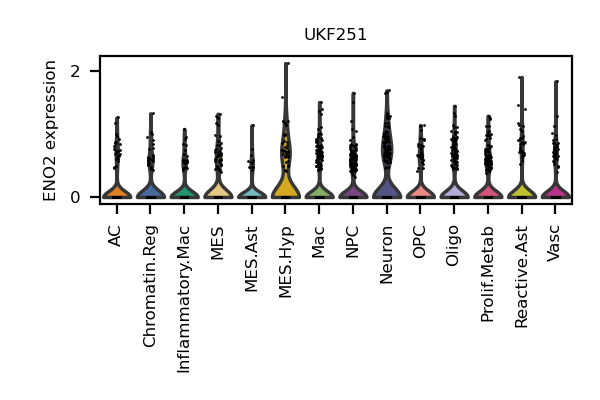 UKF251
ENO2 expression
2
0
AC
Chromatin.Reg
Inflammatory.Mac
MES
MES.Ast
MES.Hyp
Mac
NPC
Neuron
OPC
Oligo
Prolif.Metab
Reactive.Ast
Vasc